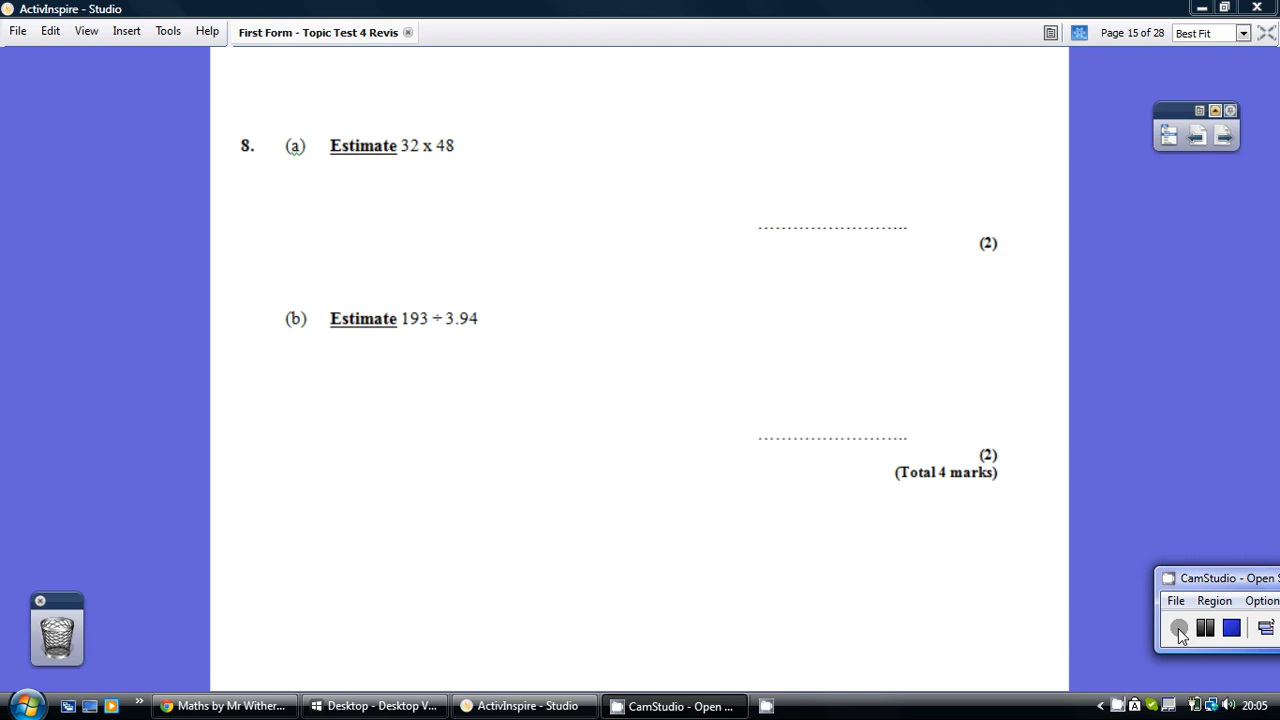 ActivInspire - Studio
File Edit View Insert Tools Help
First Form - Topic Test 4 Revis
Page 15 of 28
Best Fit
8. (a) Estimate 32 x 48
.................................
(2)
(b) Estimate 193 ÷ 3.94
.................................
(2)
(Total 4 marks)
CamStudio - Open S
File Region Option
Maths by Mr Wither...
Desktop - Desktop V...
ActivInspire - Studio
CamStudio - Open ...
20:05